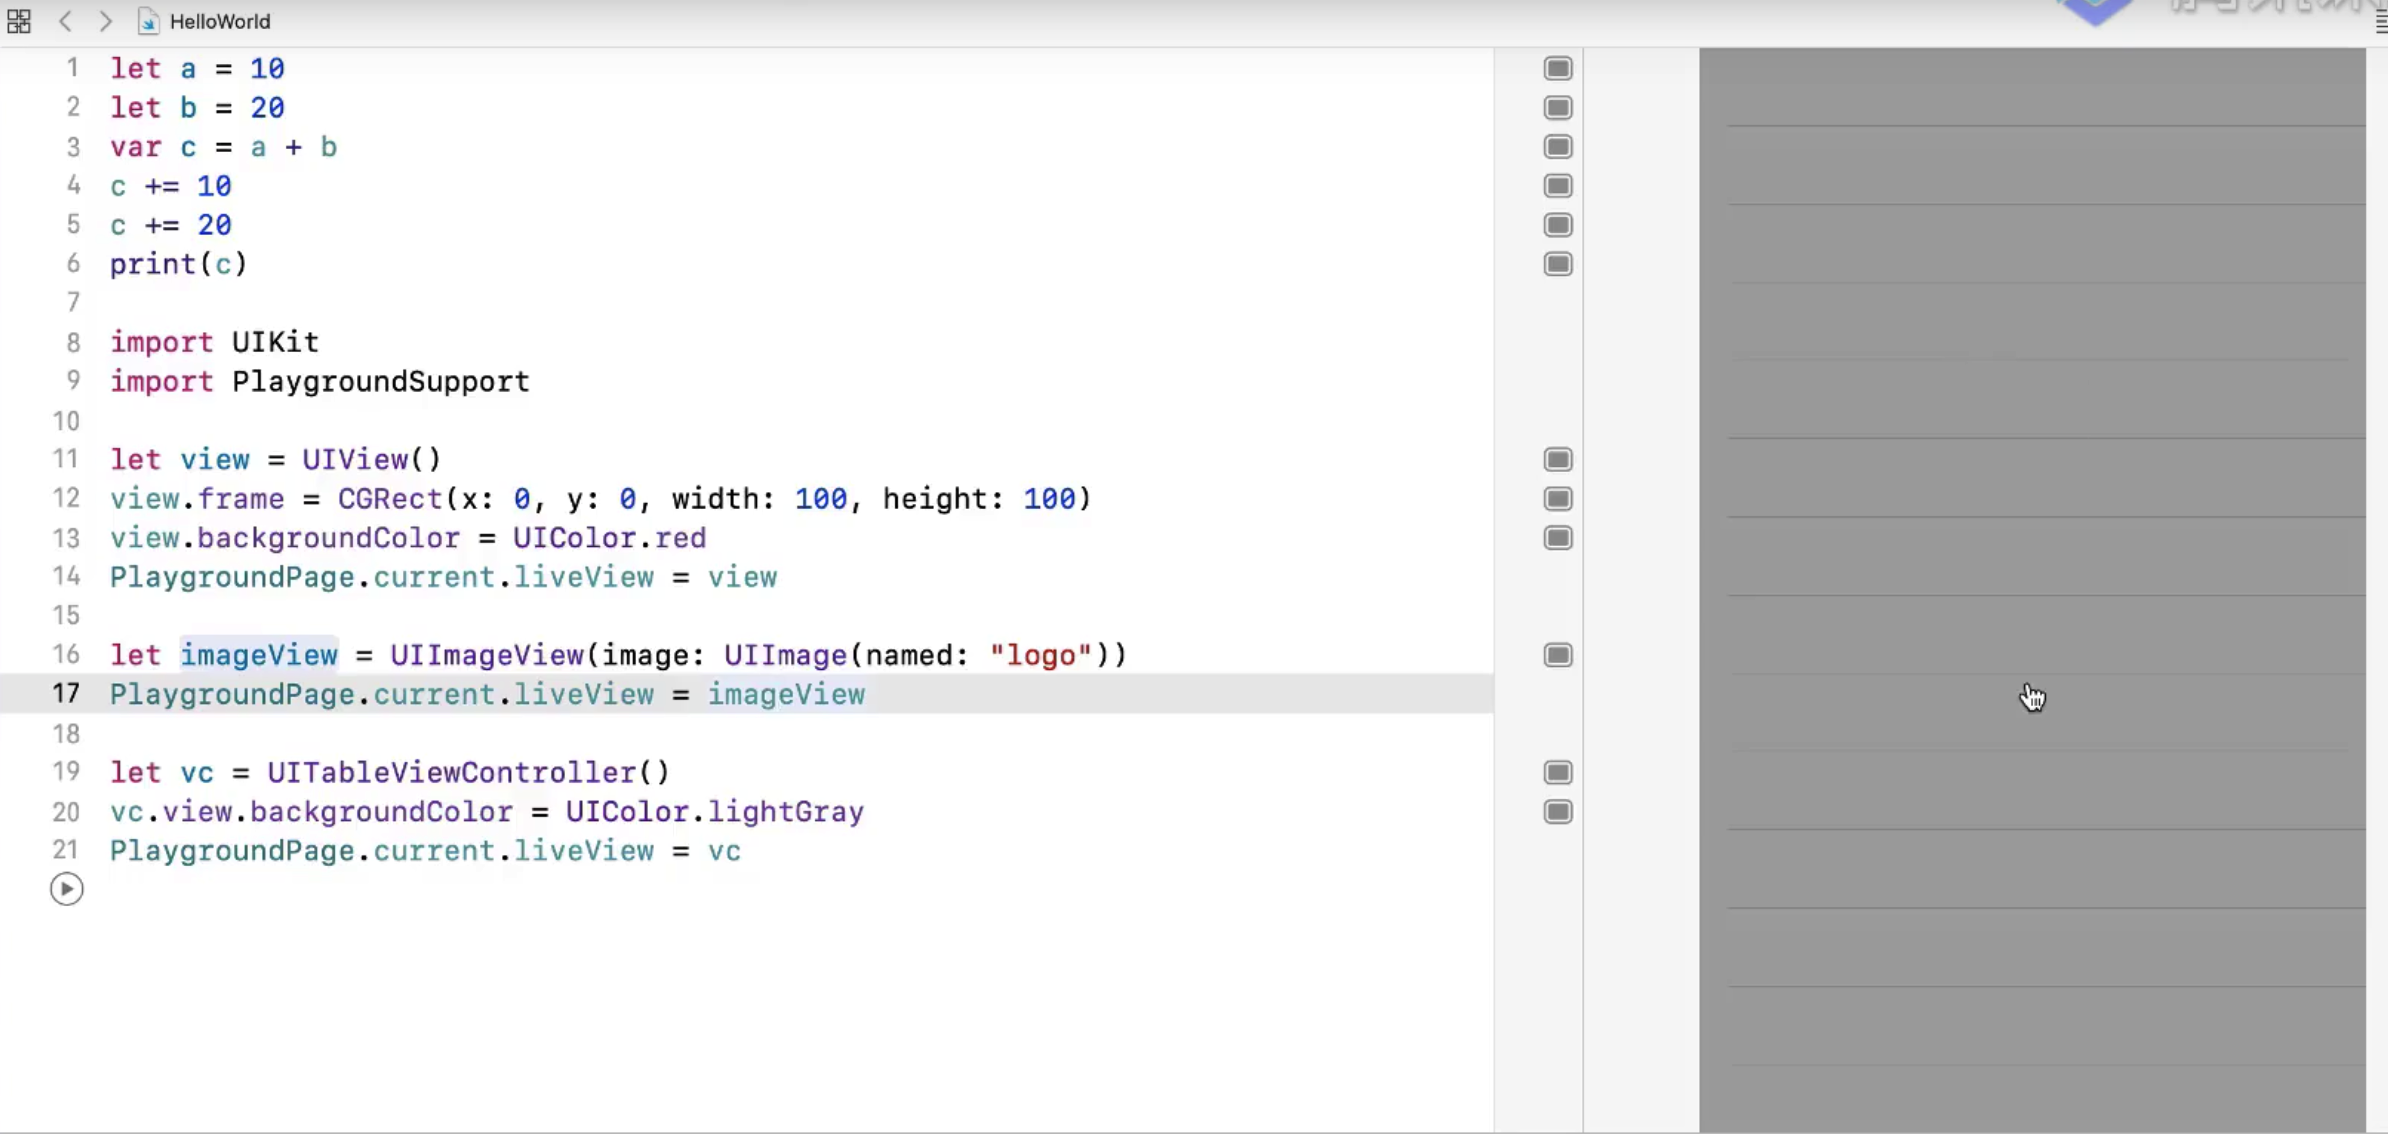 HelloWorld
1 let a = 10
2 let b = 20
3 var c = a + b
4 c += 10
5 c += 20
6 print(c)
7
8 import UIKit
9 import PlaygroundSupport
10
11 let view = UIView()
12 view.frame = CGRect(x: 0, y: 0, width: 100, height: 100)
13 view.backgroundColor = UIColor.red
14 PlaygroundPage.current.liveView = view
15
16 let imageView = UIImageView(image: UIImage(named: "logo"))
17 PlaygroundPage.current.liveView = imageView
18
19 let vc = UITableViewController()
20 vc.view.backgroundColor = UIColor.lightGray
21 PlaygroundPage.current.liveView = vc